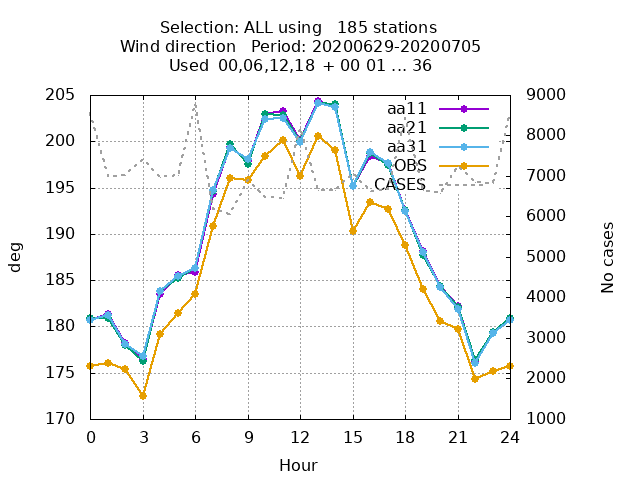 Selection: ALL using   185 stations
Wind direction   Period: 20200629-20200705
Used  00,06,12,18  + 00 01 ... 36
205 9000
aa11
aa21
200 8000
aa31
OBS
195 7000
CASES
190 6000
185 5000
4000
180 3000
175 2000
170 1000
deg
No cases
0 3 6 9 12 15 18 21 24
Hour